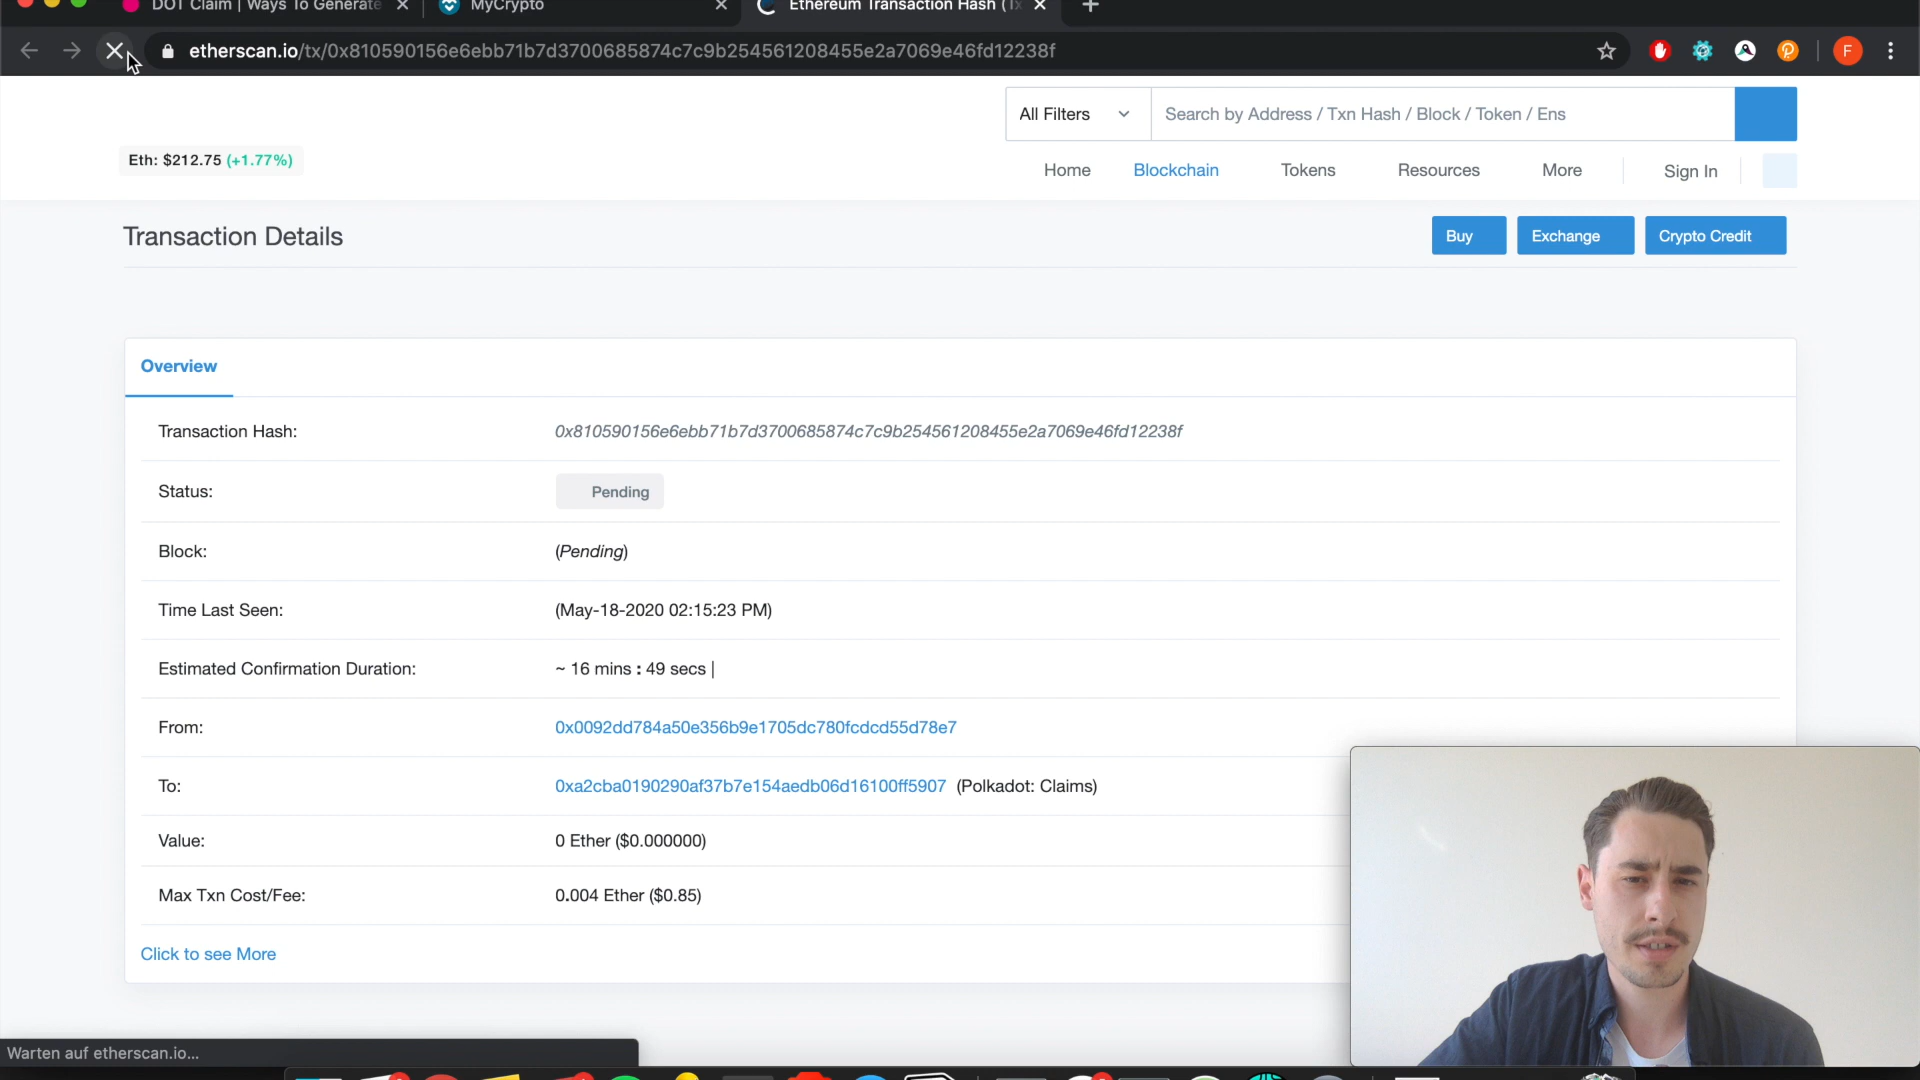 DOT Claim | Ways To Generate
MyCrypto
Ethereum Transaction Hash (Tx
etherscan.io/tx/0x810590156e6ebb71b7d3700685874c7c9b254561208455e2a7069e46fd12238f
F
All Filters
Search by Address / Txn Hash / Block / Token / Ens
Eth: $212.75 (+1.77%)
Home Blockchain Tokens Resources More Sign In
Transaction Details
Buy Exchange Crypto Credit
Overview
Transaction Hash: 0x810590156e6ebb71b7d3700685874c7c9b254561208455e2a7069e46fd12238f
Status: Pending
Block: (Pending)
Time Last Seen: (May-18-2020 02:15:23 PM)
Estimated Confirmation Duration: ~ 16 mins : 49 secs |
From: 0x0092dd784a50e356b9e1705dc780fcdcd55d78e7
To: 0xa2cba0190290af37b7e154aedb06d16100ff5907 (Polkadot: Claims)
Value: 0 Ether ($0.000000)
Max Txn Cost/Fee: 0.004 Ether ($0.85)
Click to see More
Warten auf etherscan.io...